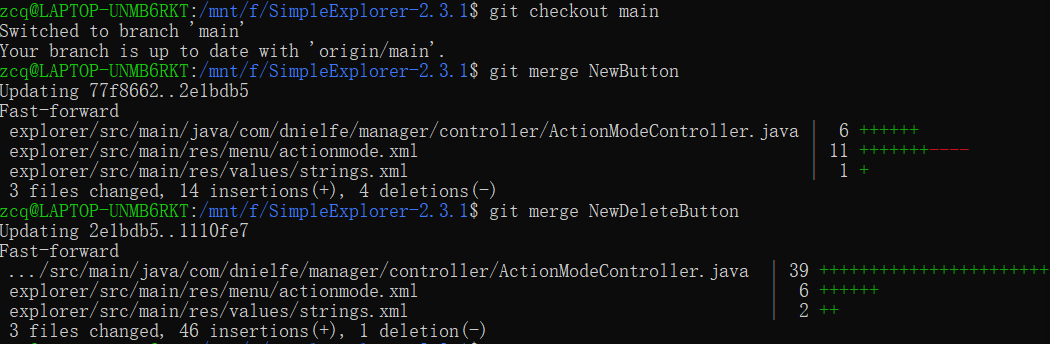 zcq@LAPTOP-UNMB6RKT:/mnt/f/SimpleExplorer-2.3.1$ git checkout main
Switched to branch 'main'
Your branch is up to date with 'origin/main'.
zcq@LAPTOP-UNMB6RKT:/mnt/f/SimpleExplorer-2.3.1$ git merge NewButton
Updating 77f8662..2e1bdb5
Fast-forward
 explorer/src/main/java/com/dnielfe/manager/controller/ActionModeController.java |  6 ++++++
 explorer/src/main/res/menu/actionmode.xml                                       | 11 +++++++----
 explorer/src/main/res/values/strings.xml                                        |  1 +
 3 files changed, 14 insertions(+), 4 deletions(-)
zcq@LAPTOP-UNMB6RKT:/mnt/f/SimpleExplorer-2.3.1$ git merge NewDeleteButton
Updating 2e1bdb5..1110fe7
Fast-forward
 .../src/main/java/com/dnielfe/manager/controller/ActionModeController.java  | 39 +++++++++++++++++++++++
 explorer/src/main/res/menu/actionmode.xml                                   |  6 ++++++
 explorer/src/main/res/values/strings.xml                                    |  2 ++
 3 files changed, 46 insertions(+), 1 deletion(-)